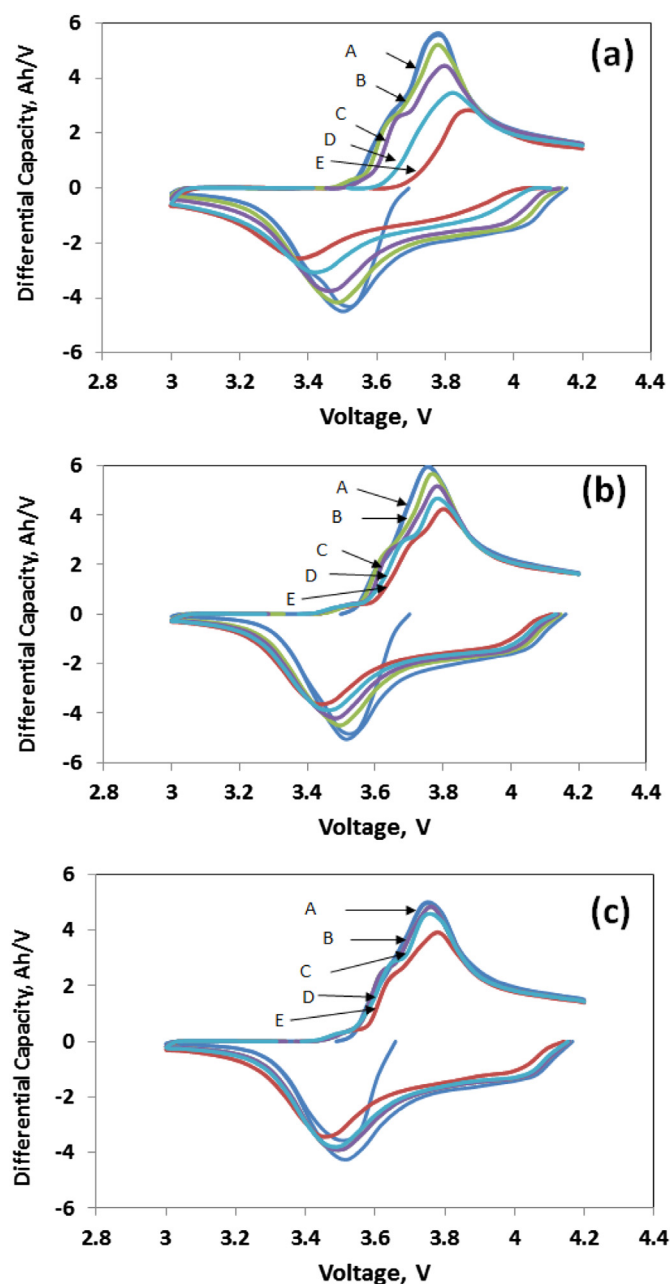 6
(a)
A
4
B
C
2
D
E
0
-2
-4
-6
Differential Capacity, Ah/V
2.8 3 3.2 3.4 3.6 3.8 4 4.2 4.4
Voltage, V
6
(b)
A
4
B
C
2
D
E
0
-2
-4
-6
Differential Capacity, Ah/V
2.8 3 3.2 3.4 3.6 3.8 4 4.2 4.4
Voltage, V
6
(c)
A
4
B
C
2
D
E
0
-2
-4
-6
Differential Capacity, Ah/V
2.8 3 3.2 3.4 3.6 3.8 4 4.2 4.4
Voltage, V